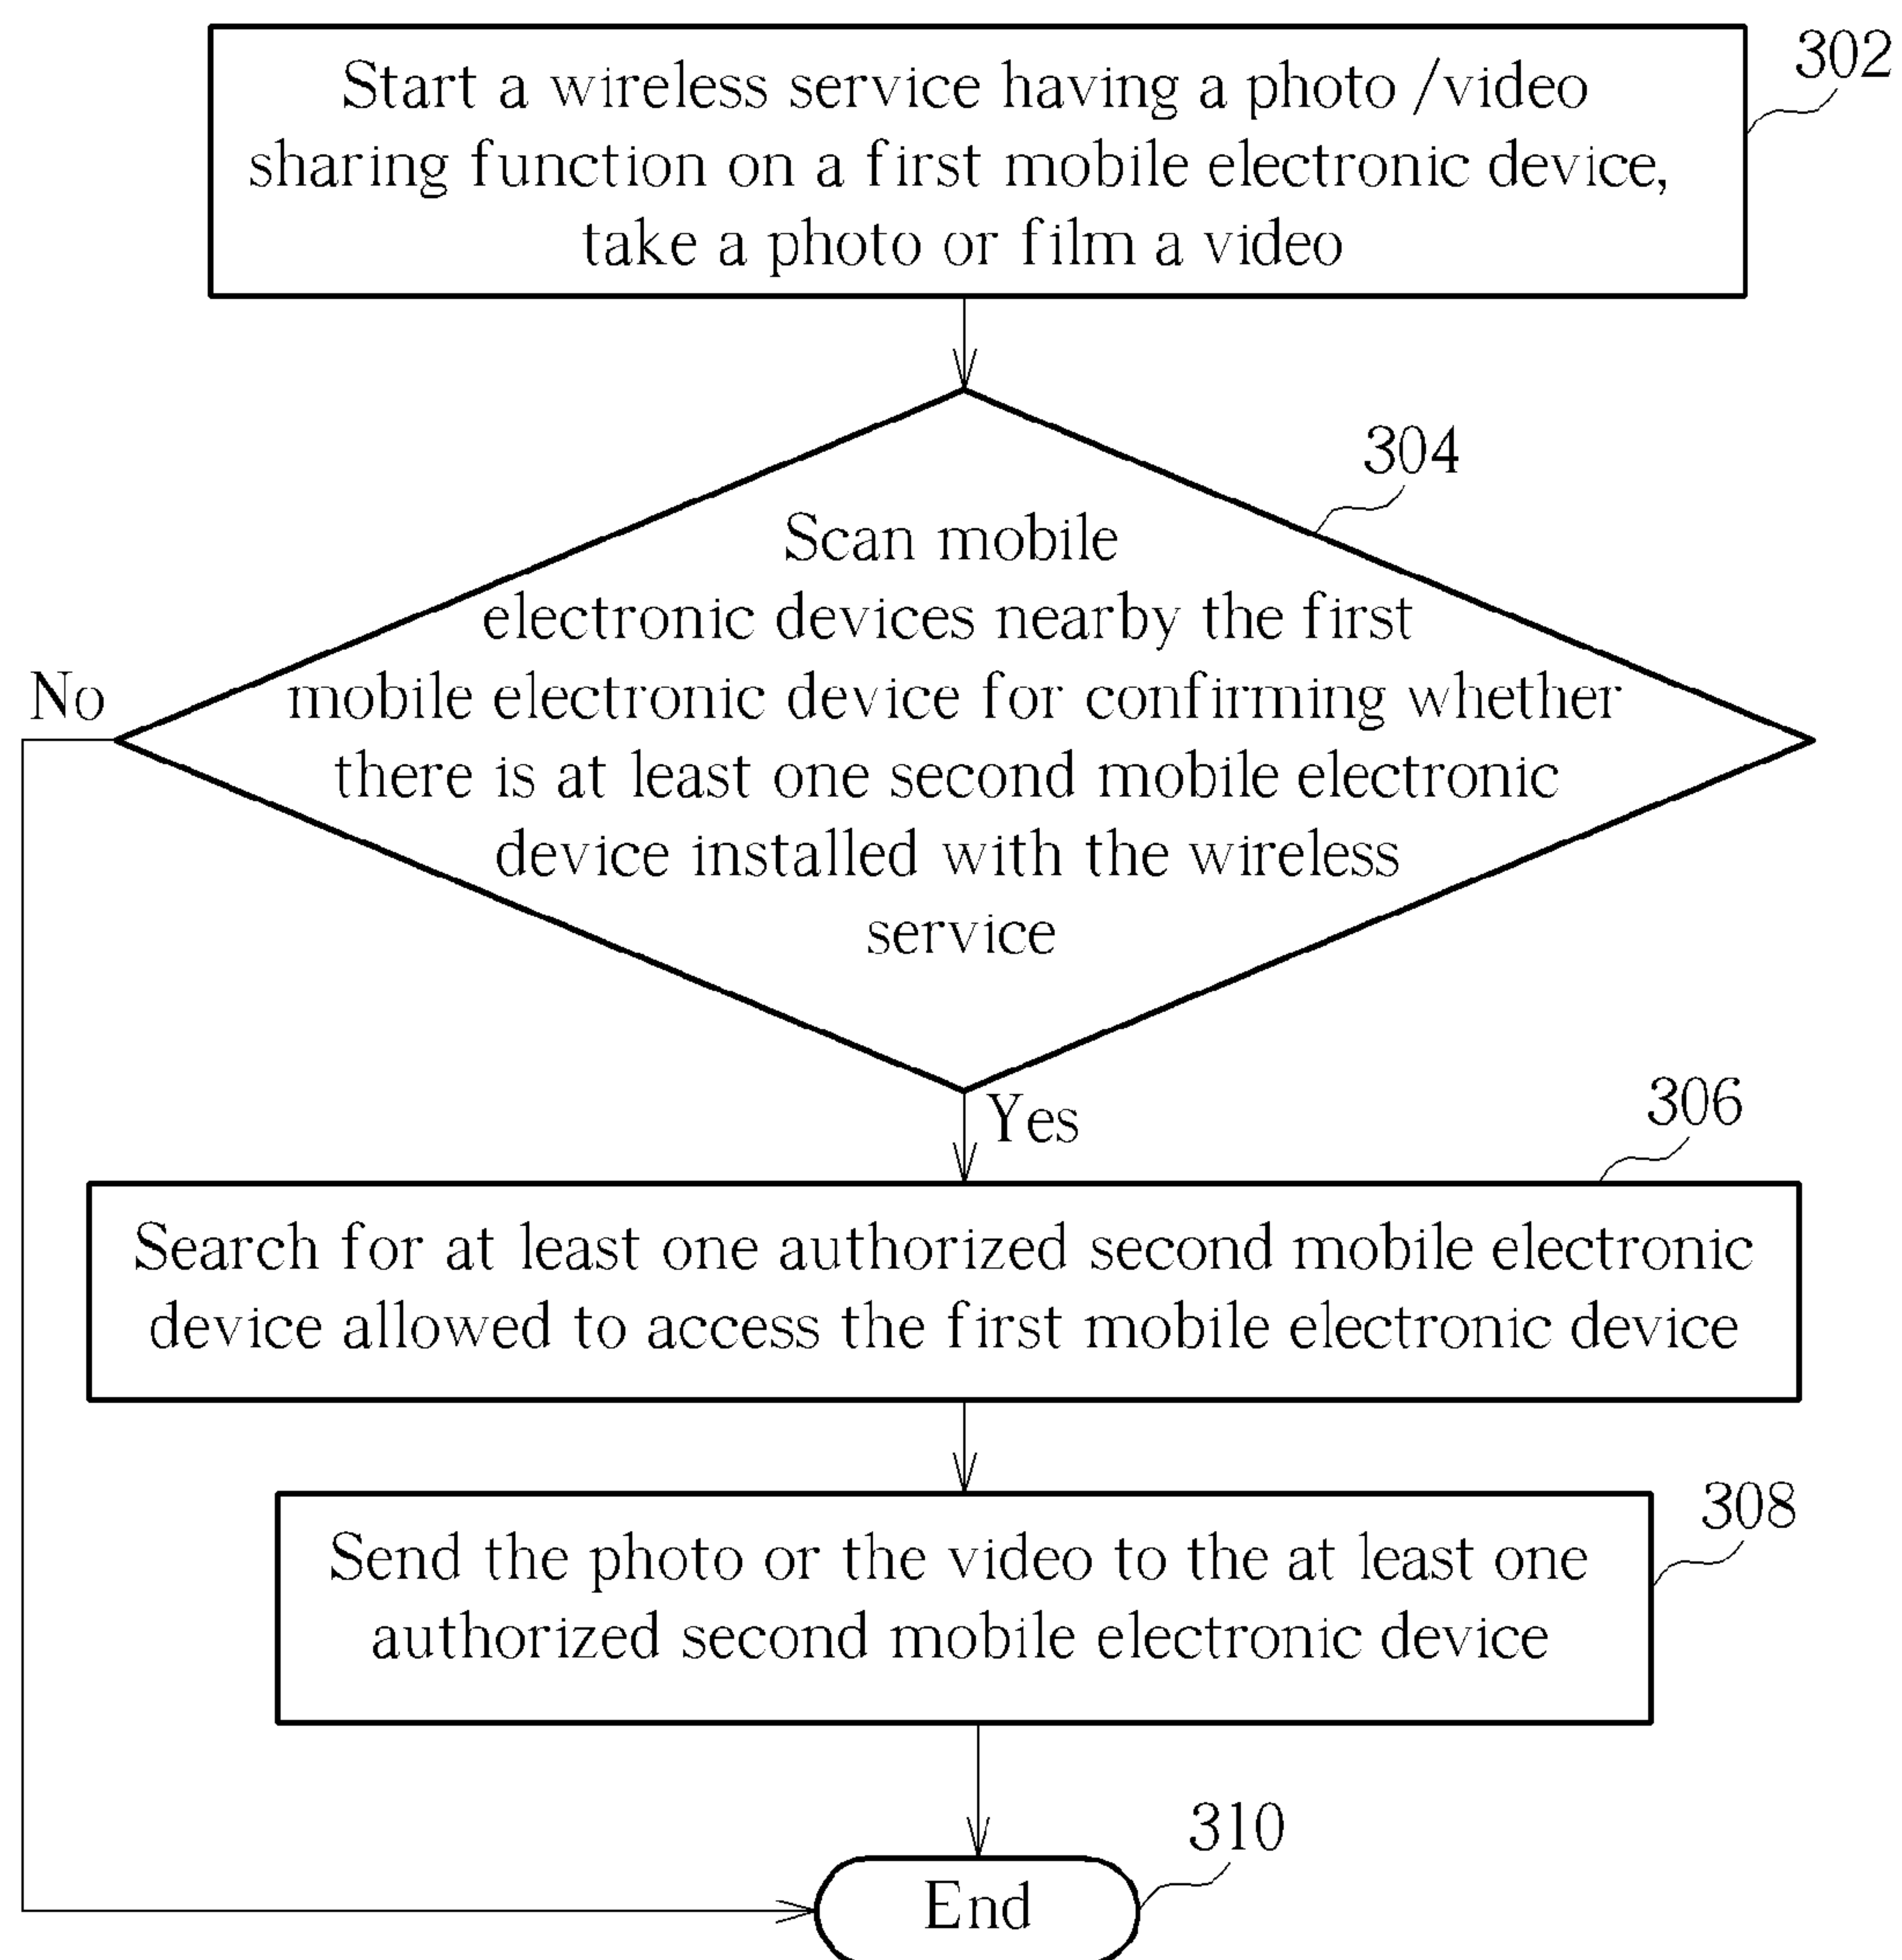 302
Start a wireless service having a photo /video
sharing function on a first mobile electronic device,
take a photo or film a video
304
Scan mobile
electronic devices nearby the first
mobile electronic device for confirming whether
there is at least one second mobile electronic
device installed with the wireless
service
No
Yes
306
Search for at least one authorized second mobile electronic
device allowed to access the first mobile electronic device
308
Send the photo or the video to the at least one
authorized second mobile electronic device
310
End